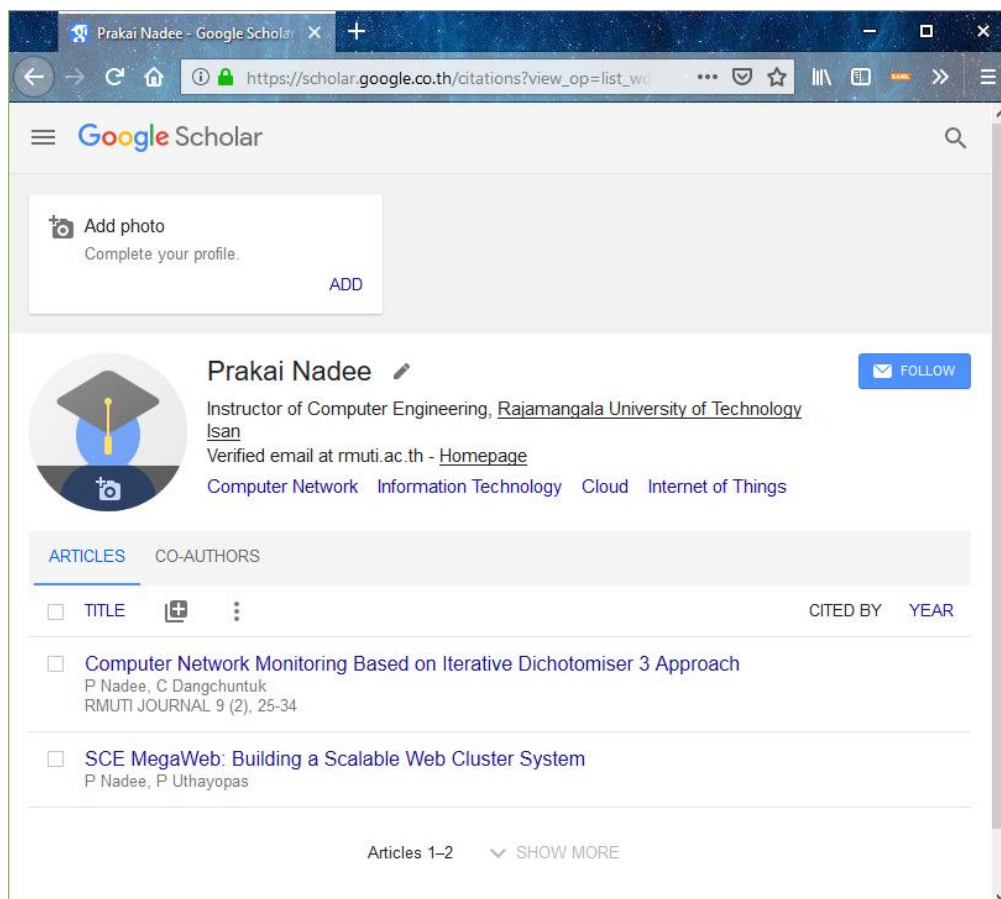 Prakai Nadee - Google Schola
https://scholar.google.co.th/citations?view_op=list_wo
Google Scholar
Add photo
Complete your profile.
ADD
Prakai Nadee
FOLLOW
Instructor of Computer Engineering, Rajamangala University of Technology
Isan
Verified email at rmuti.ac.th - Homepage
Computer Network Information Technology Cloud Internet of Things
ARTICLES CO-AUTHORS
TITLE CITED BY YEAR
Computer Network Monitoring Based on Iterative Dichotomiser 3 Approach
P Nadee, C Dangchuntuk
RMUTI JOURNAL 9 (2), 25-34
SCE MegaWeb: Building a Scalable Web Cluster System
P Nadee, P Uthayopas
Articles 1–2 SHOW MORE